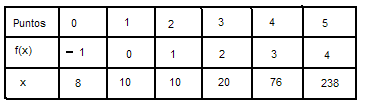 Puntos 0 1 2 3 4 5
f(x) - 1 0 1 2 3 4
x 8 10 10 20 76 238